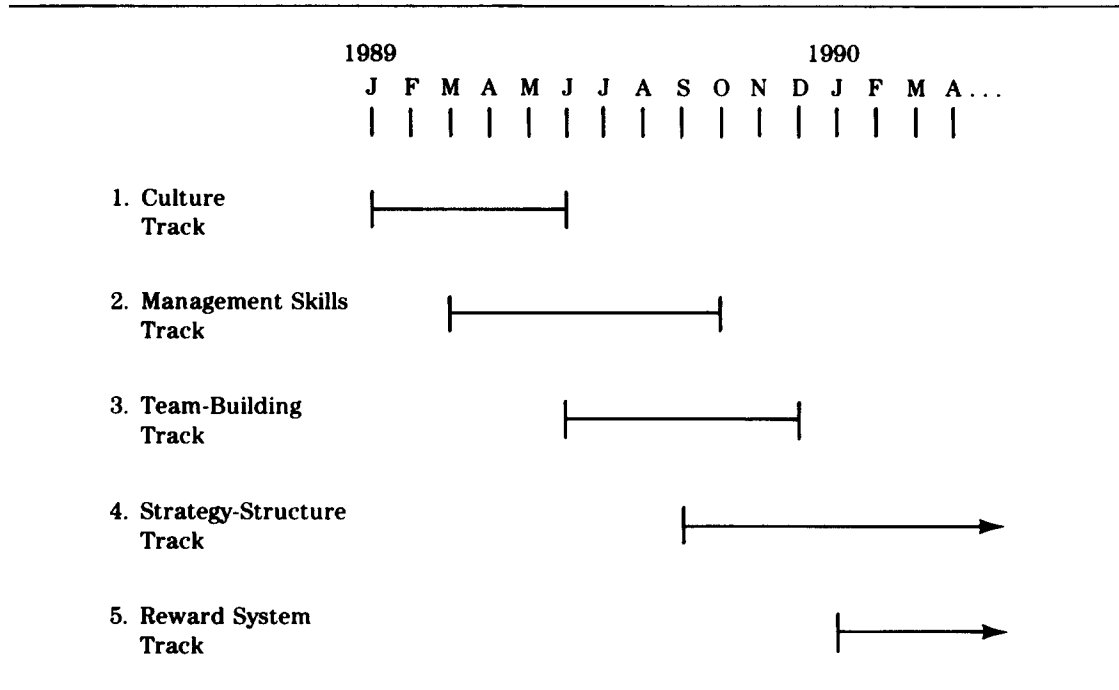 1989 1990
J F M A M J J A S O N D J F M A...
1. Culture
Track
2. Management Skills
Track
3. Team-Building
Track
4. Strategy-Structure
Track
5. Reward System
Track